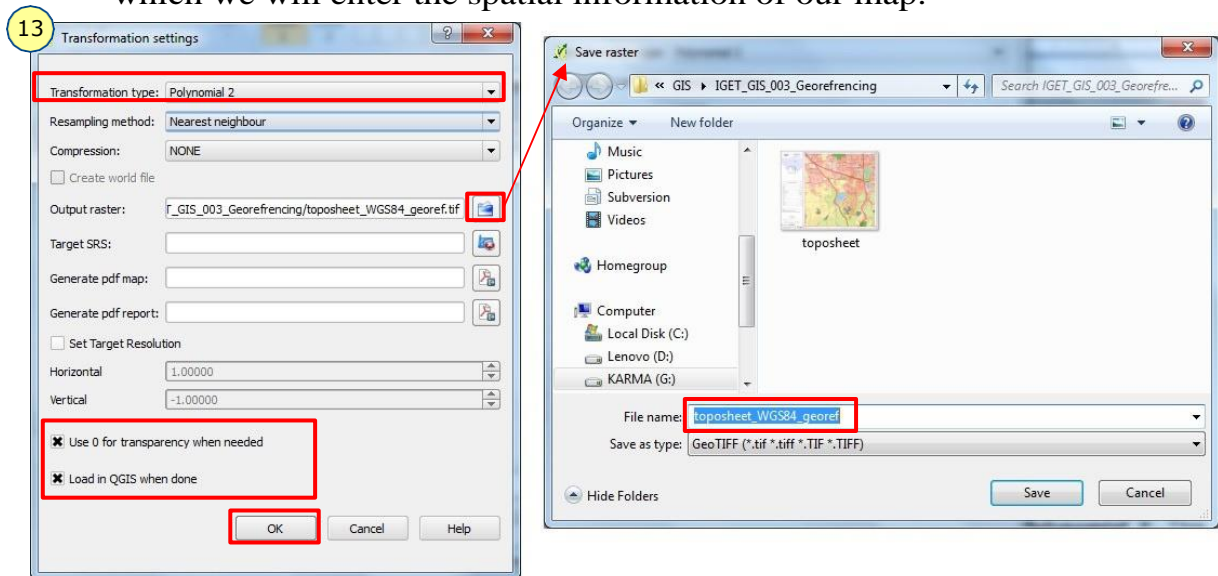 which we will enter the spatial information of our map.
13
Transformation settings
Transformation type: Polynomial 2
Resampling method: Nearest neighbour
Compression: NONE
Create world file
Output raster: T_GIS_003_Georefrencing/toposheet_WGS84_georef.tif
Target SRS:
Generate pdf map:
Generate pdf report:
Set Target Resolution
Horizontal 1.00000
Vertical -1.00000
Use 0 for transparency when needed
Load in QGIS when done
OK Cancel Help
Save raster
« GIS ▸ IGET_GIS_003_Georefrencing
Search IGET_GIS_003_Georefre...
Organize New folder
Music
Pictures
Subversion
Videos
Homegroup
Computer
Local Disk (C:)
Lenovo (D:)
KARMA (G:)
toposheet
File name: toposheet_WGS84_georef
Save as type: GeoTIFF (*.tif *.tiff *.TIF *.TIFF)
Hide Folders
Save Cancel